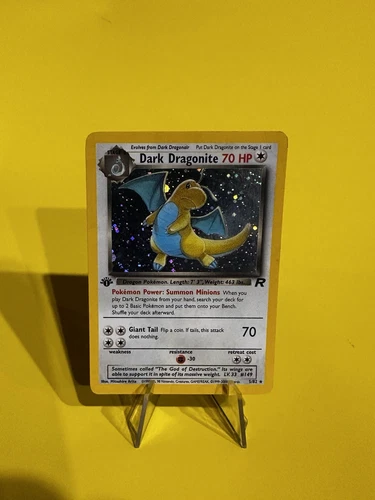 Evolves from Dark Dragonair Put Dark Dragonite on the Stage 1 card
Dark Dragonite 70 HP
Dragon Pokémon. Length: 7' 3", Weight: 463 lbs.
Pokémon Power: Summon Minions When you
play Dark Dragonite from your hand, search your deck for
up to 2 Basic Pokémon and put them onto your Bench.
Shuffle your deck afterward.
Giant Tail Flip a coin. If tails, this attack
does nothing.
70
weakness resistance retreat cost
-30
Sometimes called "The God of Destruction." Its wings are
able to support it in spite of its massive weight. LV. 33 #149
Illus. Mitsuhiro Arita
5/82